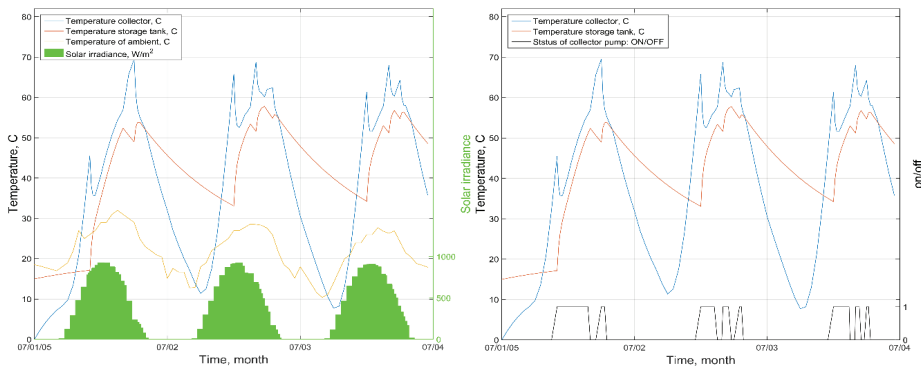 Temperature collector, C
Temperature storage tank, C
Temperature of ambient, C
Solar irradiance, W/m²
80
70
60
50
40
30
20
10
0
Temperature, C
07/01/05
07/02
07/03
07/04
Time, month
1000
500
0
Solar irradiance
Temperature collector, C
Temperature storage tank, C
Status of collector pump: ON/OFF
80
70
60
50
40
30
20
10
0
Temperature, C
07/01/05
07/02
07/03
07/04
Time, month
1
0
on/off